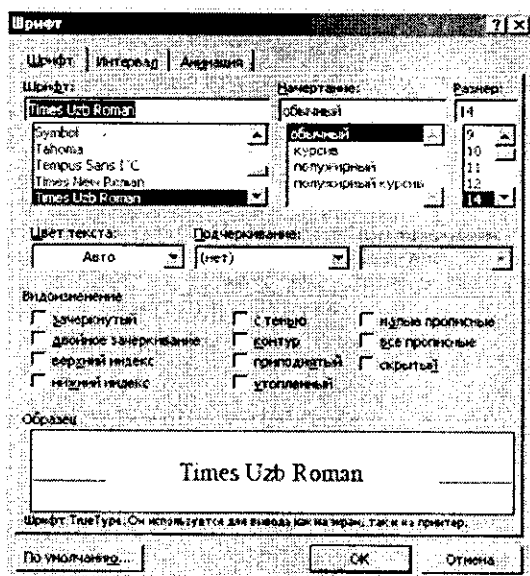 Шрифт
Шрифт Интервал Анимация
Шрифт: Начертание: Размер:
Times Uzb Roman обычный 14
Symbol обычный 9
Tahoma курсив 10
Tempus Sans ITC полужирный 11
Times New Roman полужирный курсив 12
Times Uzb Roman 14
Цвет текста: Подчеркивание:
Авто (нет)
Видоизменение
зачеркнутый с тенью малые прописные
двойное зачеркивание контур все прописные
верхний индекс приподнятый скрытый
нижний индекс утопленный
Образец
Times Uzb Roman
Шрифт TrueType. Он используется для вывода как на экран, так и на принтер.
По умолчанию... ОК Отмена